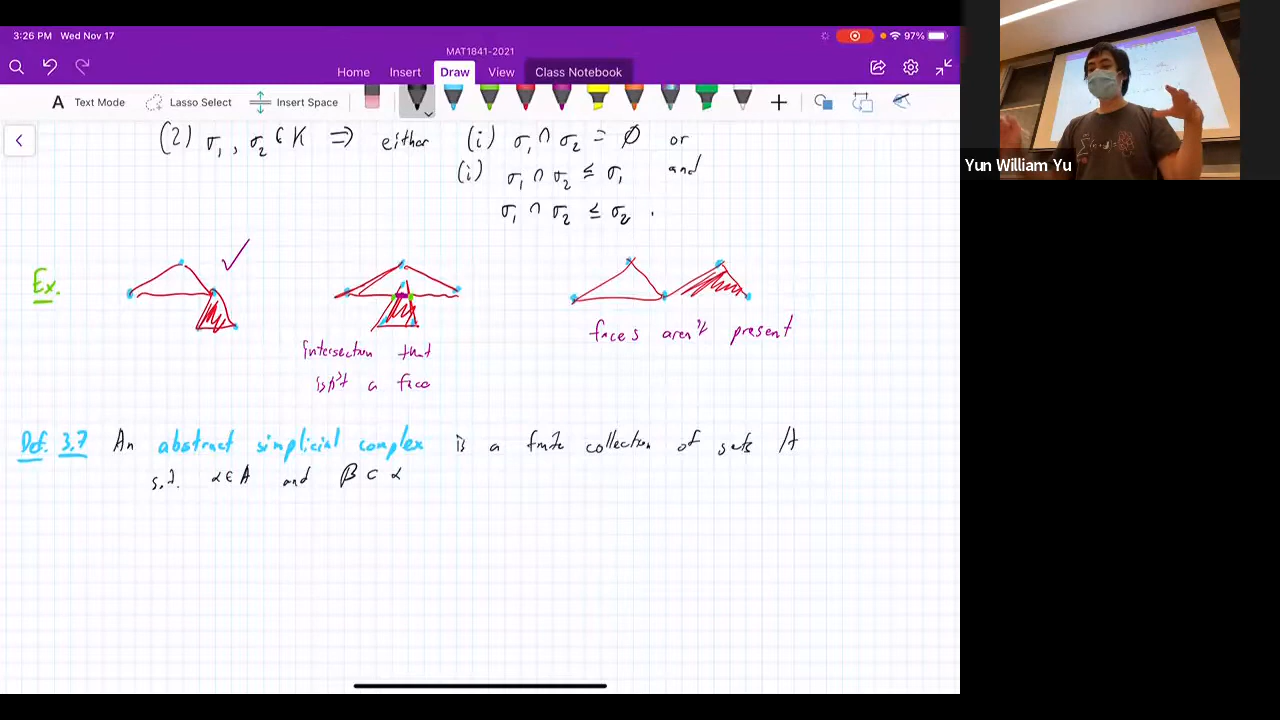 3:26 PM Wed Nov 17
97%
MAT1841-2021
Home Insert Draw View Class Notebook
Text Mode Lasso Select Insert Space
(2) σ₁, σ₂ ∈ K ⇒ either (i) σ₁ ∩ σ₂ = ∅ or
(i) σ₁ ∩ σ₂ ≤ σ₁ and
σ₁ ∩ σ₂ ≤ σ₂ .
Ex.
intersection that
isn't a face
faces aren't present
Def. 3.7 An abstract simplicial complex is a finite collection of sets A
s.t. α ∈ A and β ⊂ α
Yun William Yu